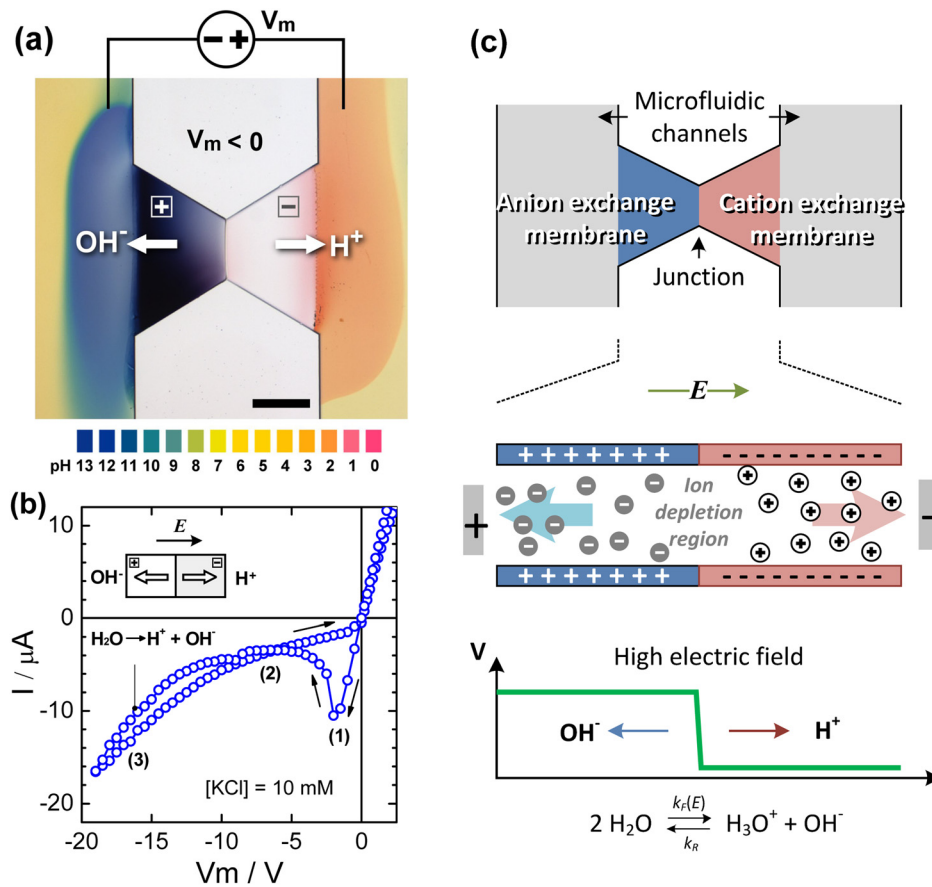 (a)
− +
V_m
V_m < 0
+
−
OH⁻
H⁺
pH 13 12 11 10 9 8 7 6 5 4 3 2 1 0
(b)
10
0
-10
-20
I / μA
E
OH⁻ + − H⁺
H₂O → H⁺ + OH⁻
(2)
(1)
(3)
[KCl] = 10 mM
-20 -15 -10 -5 0
Vm / V
(c)
Microfluidic
channels
Anion exchange
membrane
Cation exchange
membrane
Junction
E
+ + + + + + +
- - - - - - - - - -
Ion
depletion
region
+
−
+ + + + + + +
- - - - - - - - - -
V
High electric field
OH⁻
H⁺
k_F(E)
2 H₂O ⇌ H₃O⁺ + OH⁻
k_R